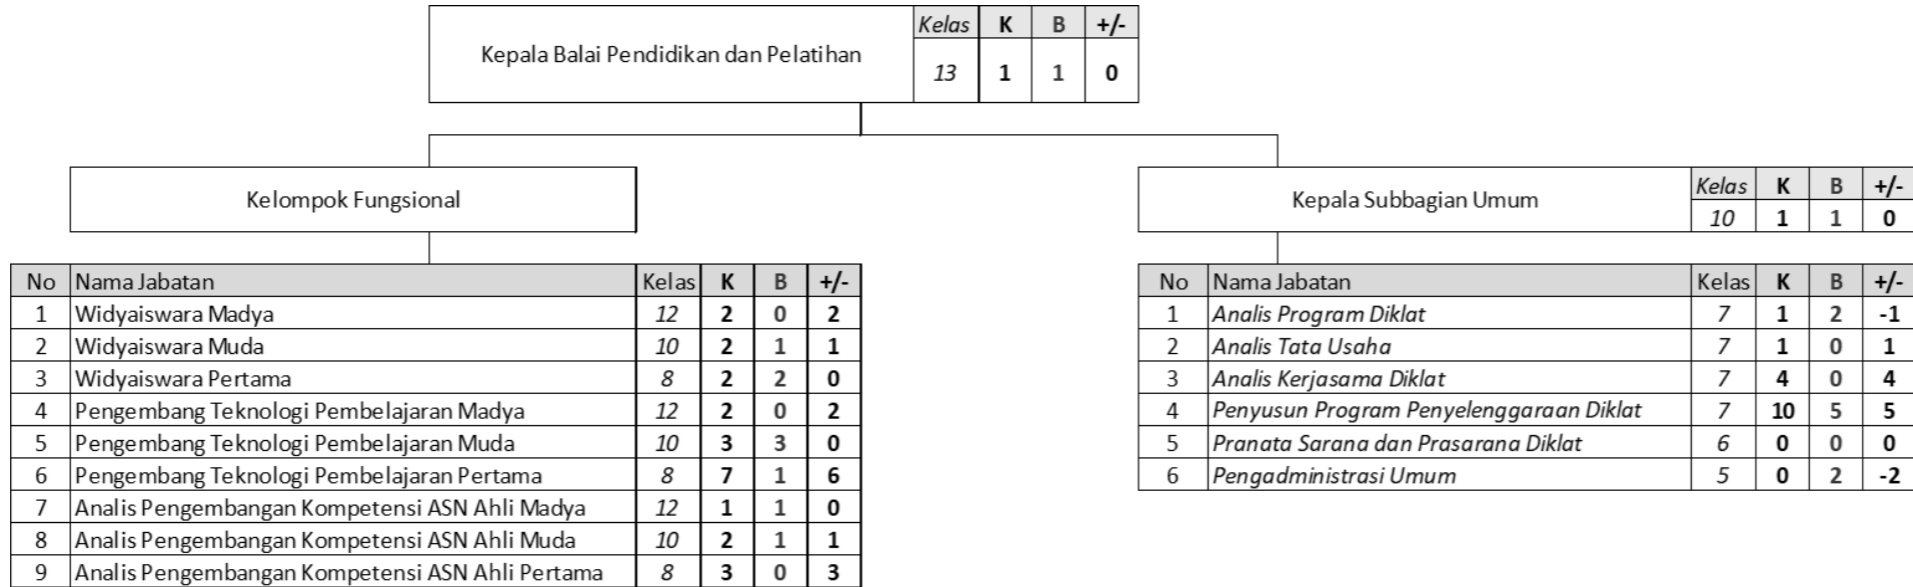 Kepala Balai Pendidikan dan Pelatihan Kelas K B +/-
13 1 1 0
Kelompok Fungsional
No Nama Jabatan Kelas K B +/-
1 Widyaiswara Madya 12 2 0 2
2 Widyaiswara Muda 10 2 1 1
3 Widyaiswara Pertama 8 2 2 0
4 Pengembang Teknologi Pembelajaran Madya 12 2 0 2
5 Pengembang Teknologi Pembelajaran Muda 10 3 3 0
6 Pengembang Teknologi Pembelajaran Pertama 8 7 1 6
7 Analis Pengembangan Kompetensi ASN Ahli Madya 12 1 1 0
8 Analis Pengembangan Kompetensi ASN Ahli Muda 10 2 1 1
9 Analis Pengembangan Kompetensi ASN Ahli Pertama 8 3 0 3
Kepala Subbagian Umum Kelas K B +/-
10 1 1 0
No Nama Jabatan Kelas K B +/-
1 Analis Program Diklat 7 1 2 -1
2 Analis Tata Usaha 7 1 0 1
3 Analis Kerjasama Diklat 7 4 0 4
4 Penyusun Program Penyelenggaraan Diklat 7 10 5 5
5 Pranata Sarana dan Prasarana Diklat 6 0 0 0
6 Pengadministrasi Umum 5 0 2 -2